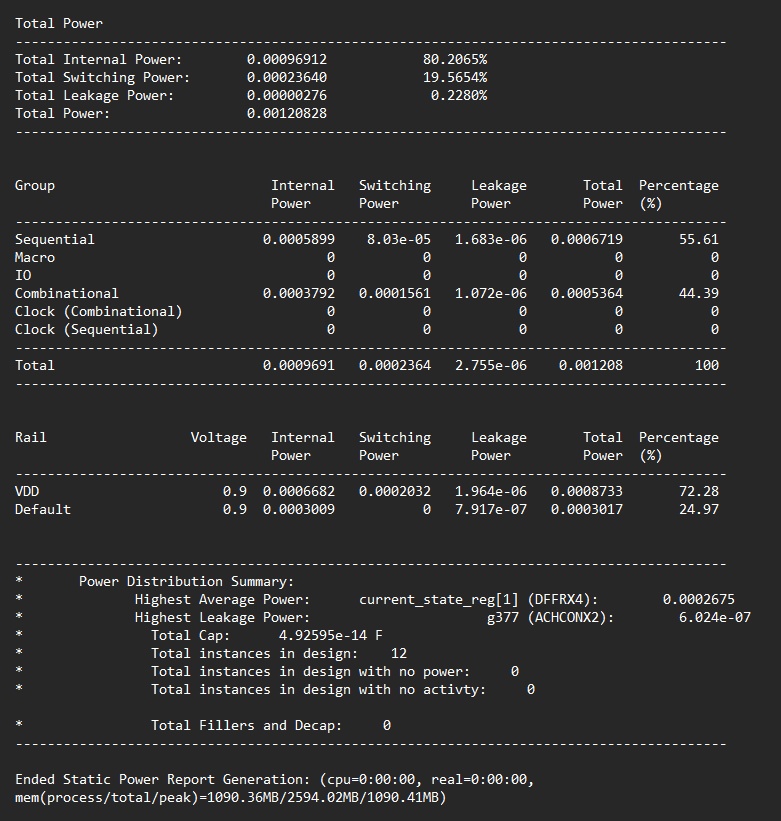 Total Power
-----------------------------------------------------------------------------------------
Total Internal Power:        0.00096912            80.2065%
Total Switching Power:       0.00023640            19.5654%
Total Leakage Power:         0.00000276             0.2280%
Total Power:                 0.00120828
-----------------------------------------------------------------------------------------
Group                           Internal   Switching     Leakage       Total  Percentage
                                Power      Power         Power         Power  (%)
-----------------------------------------------------------------------------------------
Sequential                     0.0005899    8.03e-05   1.683e-06   0.0006719       55.61
Macro                                  0           0           0           0           0
IO                                     0           0           0           0           0
Combinational                  0.0003792   0.0001561   1.072e-06   0.0005364       44.39
Clock (Combinational)                  0           0           0           0           0
Clock (Sequential)                     0           0           0           0           0
-----------------------------------------------------------------------------------------
Total                          0.0009691   0.0002364   2.755e-06    0.001208         100
-----------------------------------------------------------------------------------------
Rail                  Voltage   Internal   Switching     Leakage       Total  Percentage
                                Power      Power         Power         Power  (%)
-----------------------------------------------------------------------------------------
VDD                       0.9  0.0006682   0.0002032   1.964e-06   0.0008733       72.28
Default                   0.9  0.0003009           0   7.917e-07   0.0003017       24.97
-----------------------------------------------------------------------------------------
*       Power Distribution Summary:
*              Highest Average Power:      current_state_reg[1] (DFFRX4):        0.0002675
*              Highest Leakage Power:                      g377 (ACHCONX2):        6.024e-07
*                Total Cap:      4.92595e-14 F
*                Total instances in design:    12
*                Total instances in design with no power:     0
*                Total instances in design with no activty:     0
*                Total Fillers and Decap:     0
-----------------------------------------------------------------------------------------
Ended Static Power Report Generation: (cpu=0:00:00, real=0:00:00,
mem(process/total/peak)=1090.36MB/2594.02MB/1090.41MB)